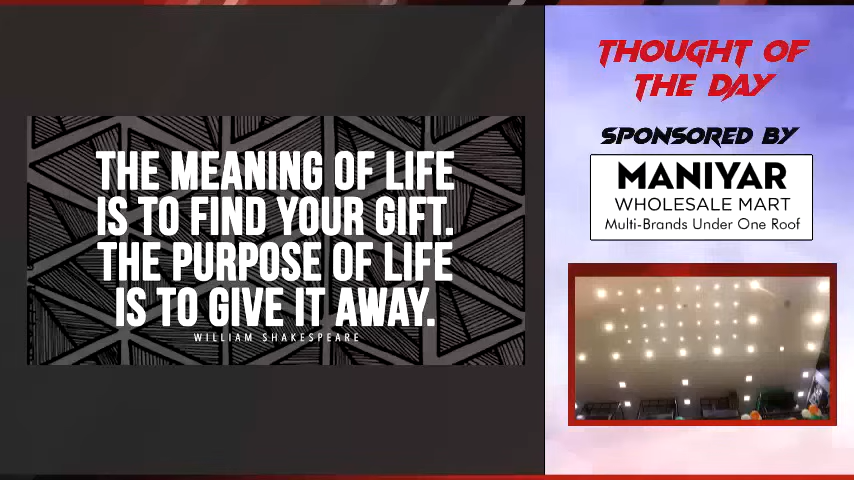 THE MEANING OF LIFE
IS TO FIND YOUR GIFT.
THE PURPOSE OF LIFE
IS TO GIVE IT AWAY.
WILLIAM SHAKESPEARE
THOUGHT OF
THE DAY
SPONSORED BY
MANIYAR
WHOLESALE MART
Multi-Brands Under One Roof